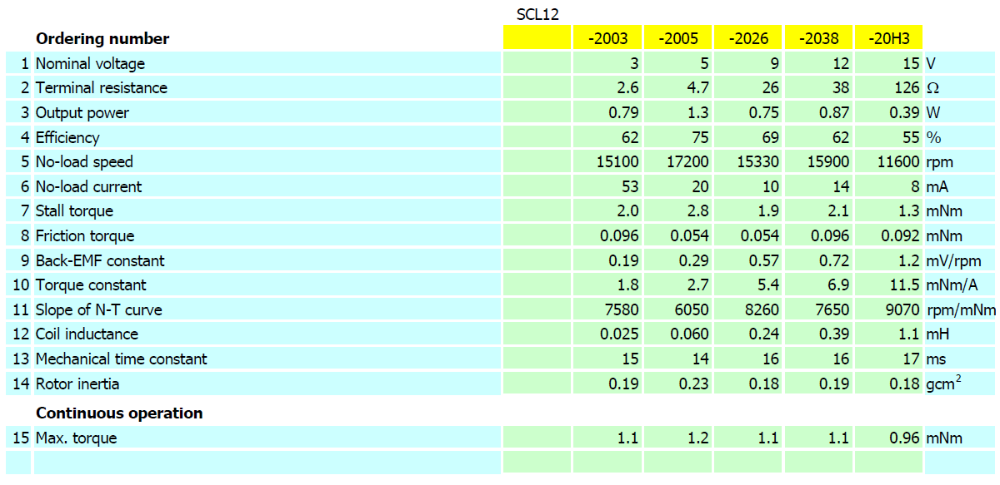 SCL12
Ordering number -2003 -2005 -2026 -2038 -20H3
1 Nominal voltage 3 5 9 12 15 V
2 Terminal resistance 2.6 4.7 26 38 126 Ω
3 Output power 0.79 1.3 0.75 0.87 0.39 W
4 Efficiency 62 75 69 62 55 %
5 No-load speed 15100 17200 15330 15900 11600 rpm
6 No-load current 53 20 10 14 8 mA
7 Stall torque 2.0 2.8 1.9 2.1 1.3 mNm
8 Friction torque 0.096 0.054 0.054 0.096 0.092 mNm
9 Back-EMF constant 0.19 0.29 0.57 0.72 1.2 mV/rpm
10 Torque constant 1.8 2.7 5.4 6.9 11.5 mNm/A
11 Slope of N-T curve 7580 6050 8260 7650 9070 rpm/mNm
12 Coil inductance 0.025 0.060 0.24 0.39 1.1 mH
13 Mechanical time constant 15 14 16 16 17 ms
14 Rotor inertia 0.19 0.23 0.18 0.19 0.18 gcm²
Continuous operation
15 Max. torque 1.1 1.2 1.1 1.1 0.96 mNm